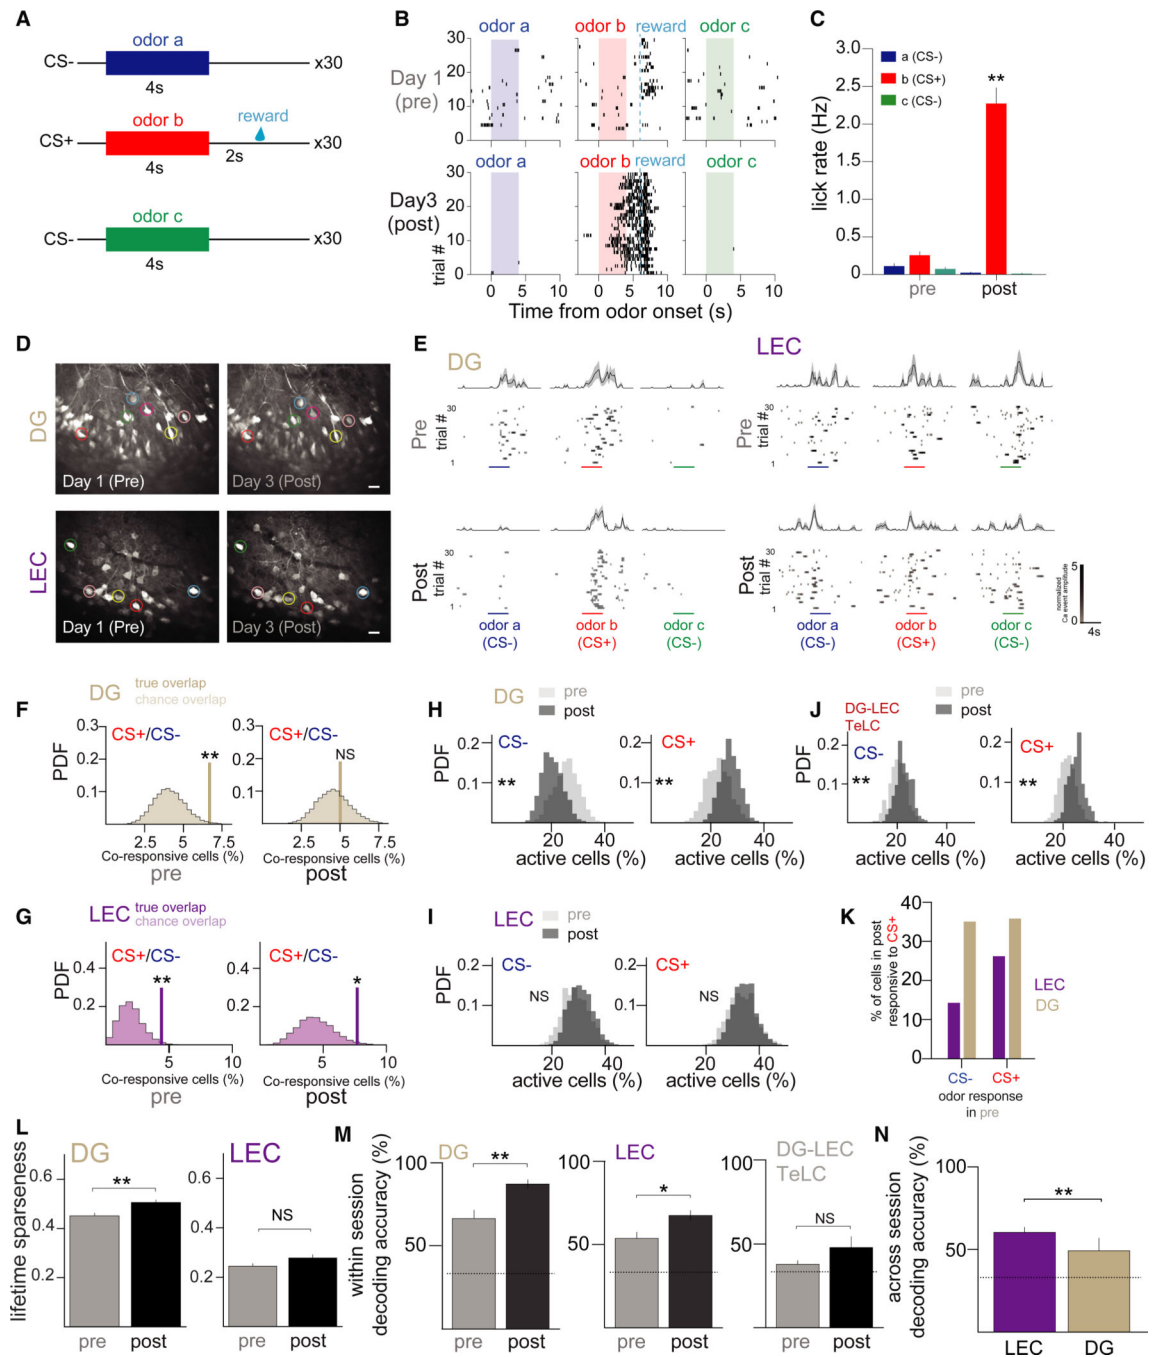 A
odor a
CS-
x30
4s
odor b
reward
CS+
x30
4s
2s
odor c
CS-
x30
4s
B
odor a
odor b
reward
odor c
30
20
10
0
Day 1
(pre)
odor a
odor b
reward
odor c
30
20
10
0
Day3
(post)
trial #
0 5 10
0 5 10
0 5 10
Time from odor onset (s)
C
3.0
2.5
2.0
1.5
1.0
0.5
0
lick rate (Hz)
a (CS-)
b (CS+)
c (CS-)
**
pre
post
D
DG
Day 1 (Pre)
Day 3 (Post)
LEC
Day 1 (Pre)
Day 3 (Post)
E
DG
LEC
Pre
trial #
30
1
Pre
trial #
30
1
Post
trial #
30
1
Post
trial #
30
1
odor a
(CS-)
odor b
(CS+)
odor c
(CS-)
odor a
(CS-)
odor b
(CS+)
odor c
(CS-)
normalized
Ca event amplitude
5
0
4s
F
DG
true overlap
chance overlap
PDF
0.3
0.2
0.1
CS+/CS-
**
2.5 5 7.5
Co-responsive cells (%)
pre
0.3
0.2
0.1
CS+/CS-
NS
2.5 5 7.5
Co-responsive cells (%)
post
G
LEC
true overlap
chance overlap
PDF
0.4
0.2
CS+/CS-
**
5 10
Co-responsive cells (%)
pre
0.4
0.2
CS+/CS-
*
5 10
Co-responsive cells (%)
post
H
DG
pre
post
PDF
0.2
0.1
CS-
**
20 40
active cells (%)
0.2
0.1
CS+
**
20 40
active cells (%)
I
LEC
pre
post
PDF
0.2
0.1
CS-
NS
20 40
active cells (%)
0.2
0.1
CS+
NS
20 40
active cells (%)
J
DG-LEC
TeLC
pre
post
0.2
0.1
CS-
**
20 40
active cells (%)
0.2
0.1
CS+
**
20 40
active cells (%)
K
% of cells in post
responsive to CS+
40
30
20
10
0
LEC
DG
CS- CS+
odor response
in pre
L
lifetime sparseness
DG
0.6
0.4
0.2
**
pre post
LEC
0.6
0.4
0.2
NS
pre post
M
within session
decoding accuracy (%)
DG
100
50
**
pre post
LEC
100
50
*
pre post
DG-LEC
TeLC
100
50
NS
pre post
N
across session
decoding accuracy (%)
100
50
**
LEC DG